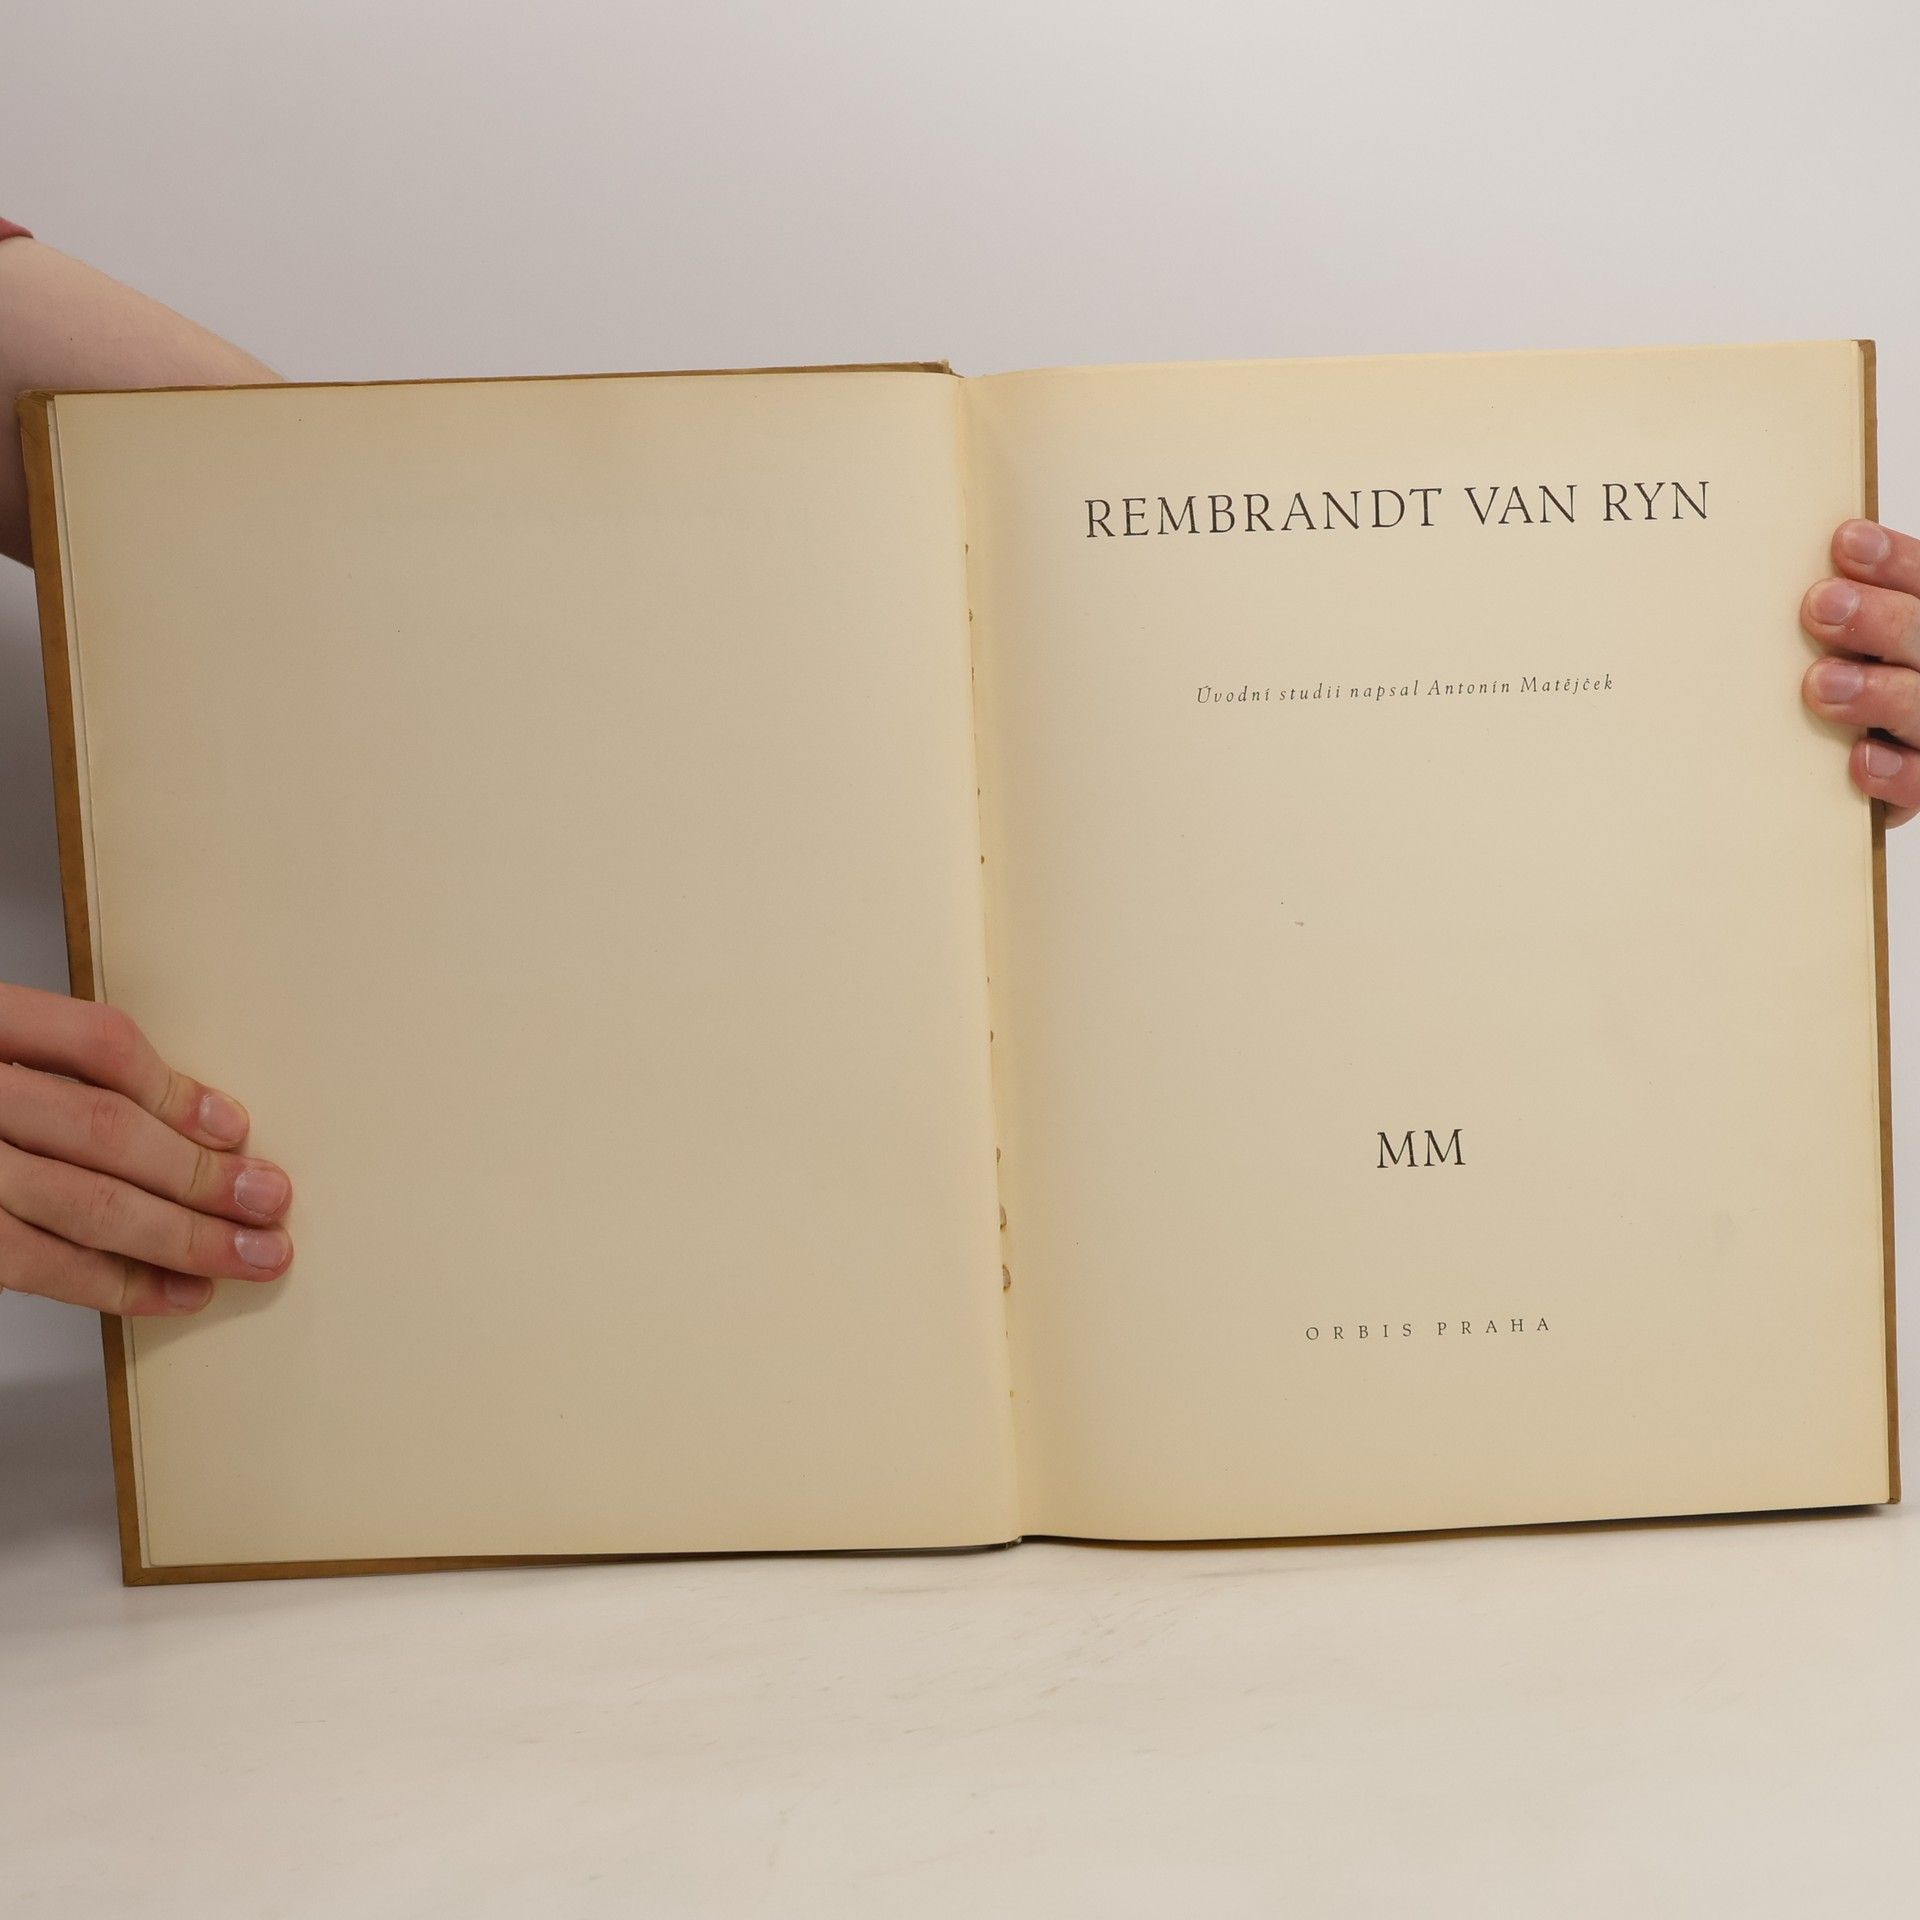 REMBRANDT VAN RYN
Úvodní studii napsal Antonín Matějček
MM
ORBIS PRAHA